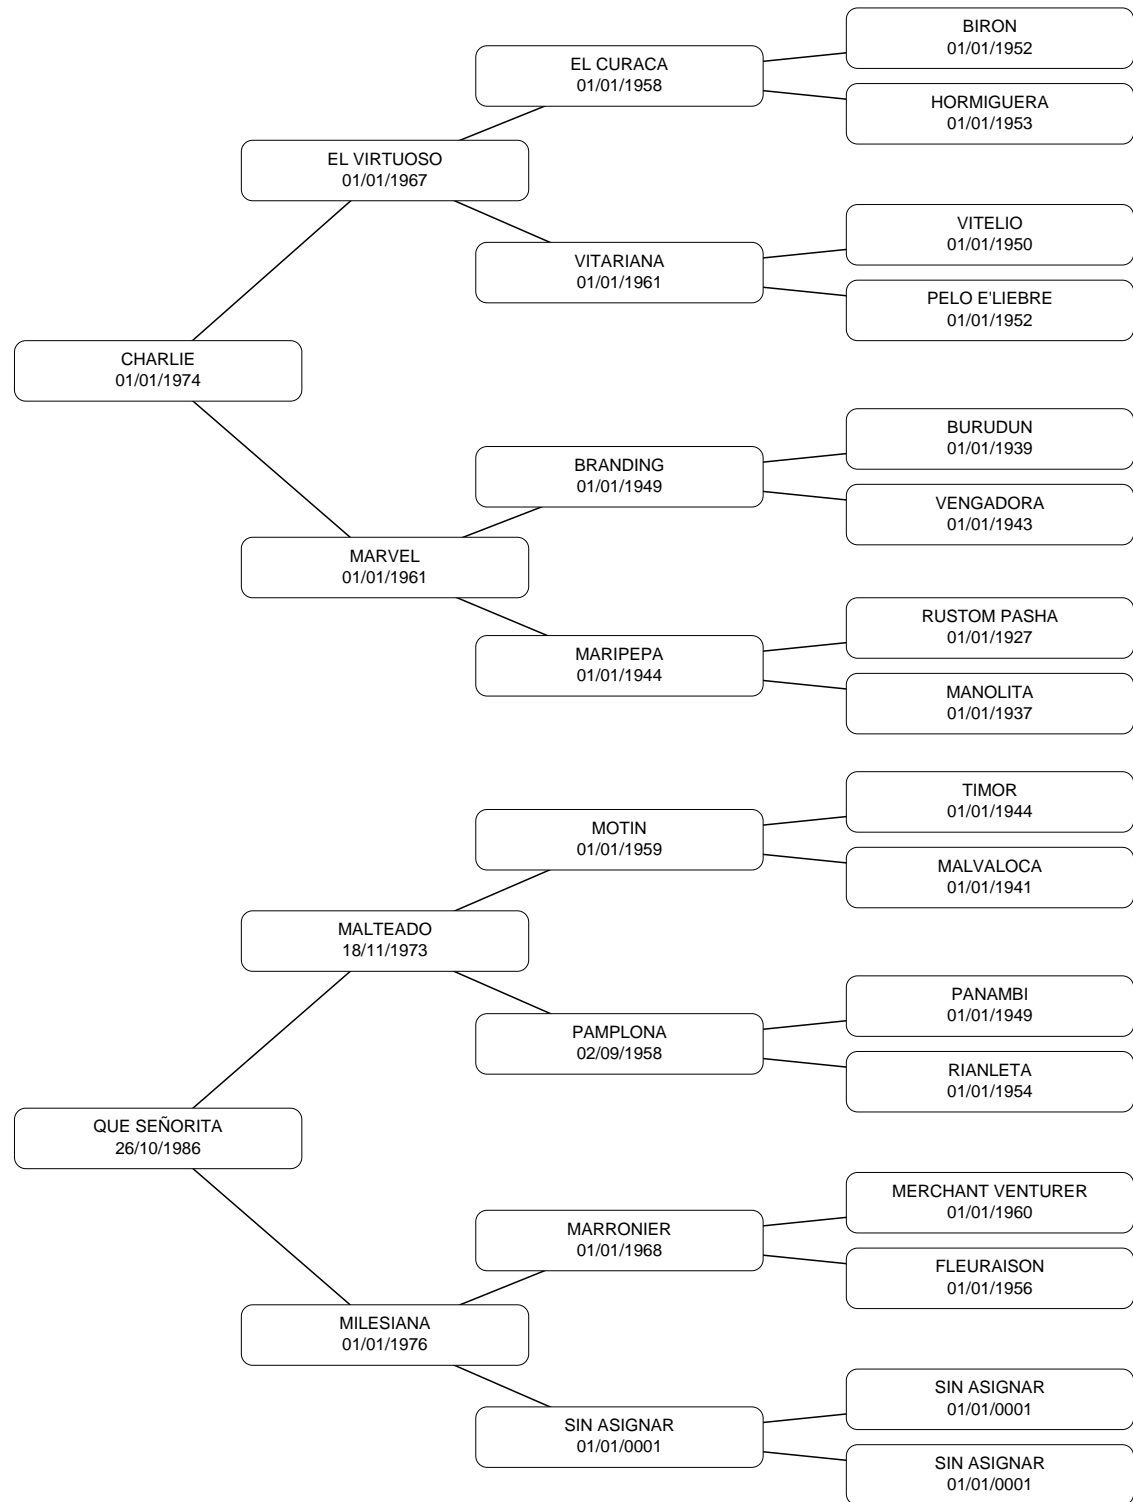 BIRON
01/01/1952
EL CURACA
01/01/1958
HORMIGUERA
01/01/1953
EL VIRTUOSO
01/01/1967
VITELIO
01/01/1950
VITARIANA
01/01/1961
PELO E'LIEBRE
01/01/1952
CHARLIE
01/01/1974
BURUDUN
01/01/1939
BRANDING
01/01/1949
VENGADORA
01/01/1943
MARVEL
01/01/1961
RUSTOM PASHA
01/01/1927
MARIPEPA
01/01/1944
MANOLITA
01/01/1937
TIMOR
01/01/1944
MOTIN
01/01/1959
MALVALOCA
01/01/1941
MALTEADO
18/11/1973
PANAMBI
01/01/1949
PAMPLONA
02/09/1958
RIANLETA
01/01/1954
QUE SEÑORITA
26/10/1986
MERCHANT VENTURER
01/01/1960
MARRONIER
01/01/1968
FLEURAISON
01/01/1956
MILESIANA
01/01/1976
SIN ASIGNAR
01/01/0001
SIN ASIGNAR
01/01/0001
SIN ASIGNAR
01/01/0001